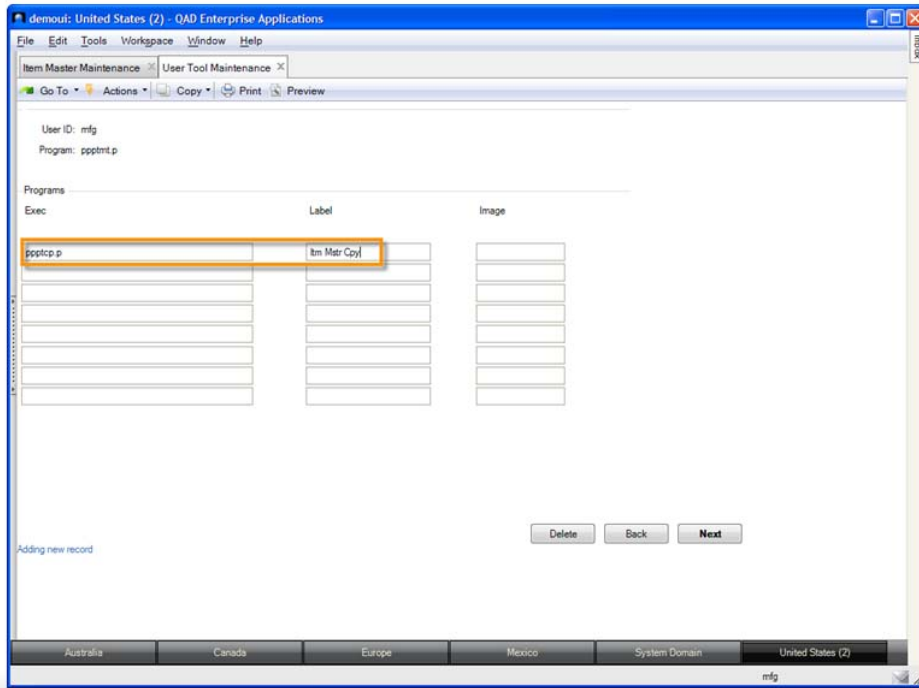 demoui: United States (2) - QAD Enterprise Applications
File Edit Tools Workspace Window Help
Inbox
Item Master Maintenance User Tool Maintenance
Go To Actions Copy Print Preview
User ID: mfg
Program: ppptmt.p
Programs
Exec Label Image
ppptcp.p Itm Mstr Cpy
Delete Back Next
Adding new record
Australia Canada Europe Mexico System Domain United States (2)
mfg